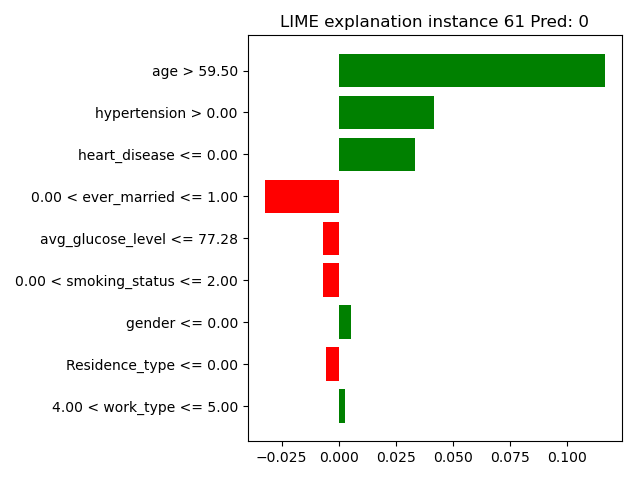 LIME explanation instance 61 Pred: 0
age > 59.50
hypertension > 0.00
heart_disease <= 0.00
0.00 < ever_married <= 1.00
avg_glucose_level <= 77.28
0.00 < smoking_status <= 2.00
gender <= 0.00
Residence_type <= 0.00
4.00 < work_type <= 5.00
−0.025 0.000 0.025 0.050 0.075 0.100